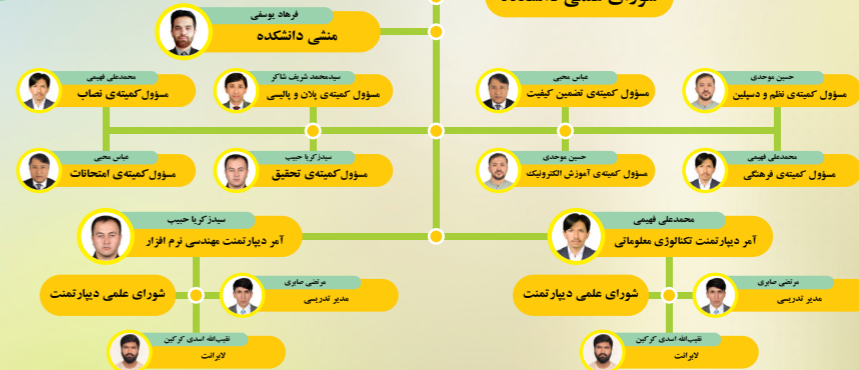 شورای علمی دانشکده
فرهاد یوسفی
منشی دانشکده
حسین موحدی
مسؤول کمیته‌ی نظم و دسپلین
عباس محبی
مسؤول کمیته‌ی تضمین کیفیت
سیدمحمد شریف شاکر
مسؤول کمیته‌ی پلان و پالیسی
محمدعلی فهیمی
مسؤول کمیته‌ی نصاب
محمدعلی فهیمی
مسؤول کمیته‌ی فرهنگی
حسین موحدی
مسؤول کمیته‌ی آموزش الکترونیک
سیدزکریا حبیب
مسؤول کمیته‌ی تحقیق
عباس محبی
مسؤول کمیته‌ی امتحانات
محمدعلی فهیمی
آمر دیپارتمنت تکنالوژی معلوماتی
سیدزکریا حبیب
آمر دیپارتمنت مهندسی نرم افزار
مرتضی صابری
مدیر تدریسی
شورای علمی دیپارتمنت
مرتضی صابری
مدیر تدریسی
شورای علمی دیپارتمنت
نقیب‌الله اسدی کرکین
لابرانت
نقیب‌الله اسدی کرکین
لابرانت